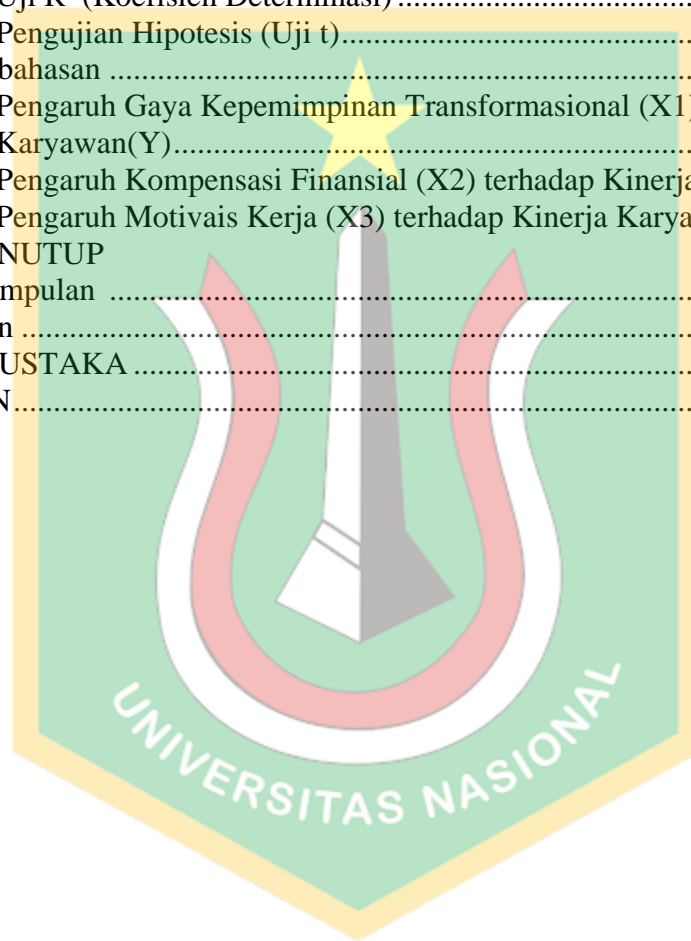 Uji R² (Koefisien Determinasi)
Pengujian Hipotesis (Uji t)
bahasan
Pengaruh Gaya Kepemimpinan Transformasional (X1)
Karyawan(Y)
Pengaruh Kompensasi Finansial (X2) terhadap Kinerja
Pengaruh Motivais Kerja (X3) terhadap Kinerja Karya
NUTUP
mpulan
n
USTAKA
N
UNIVERSITAS NASIONAL